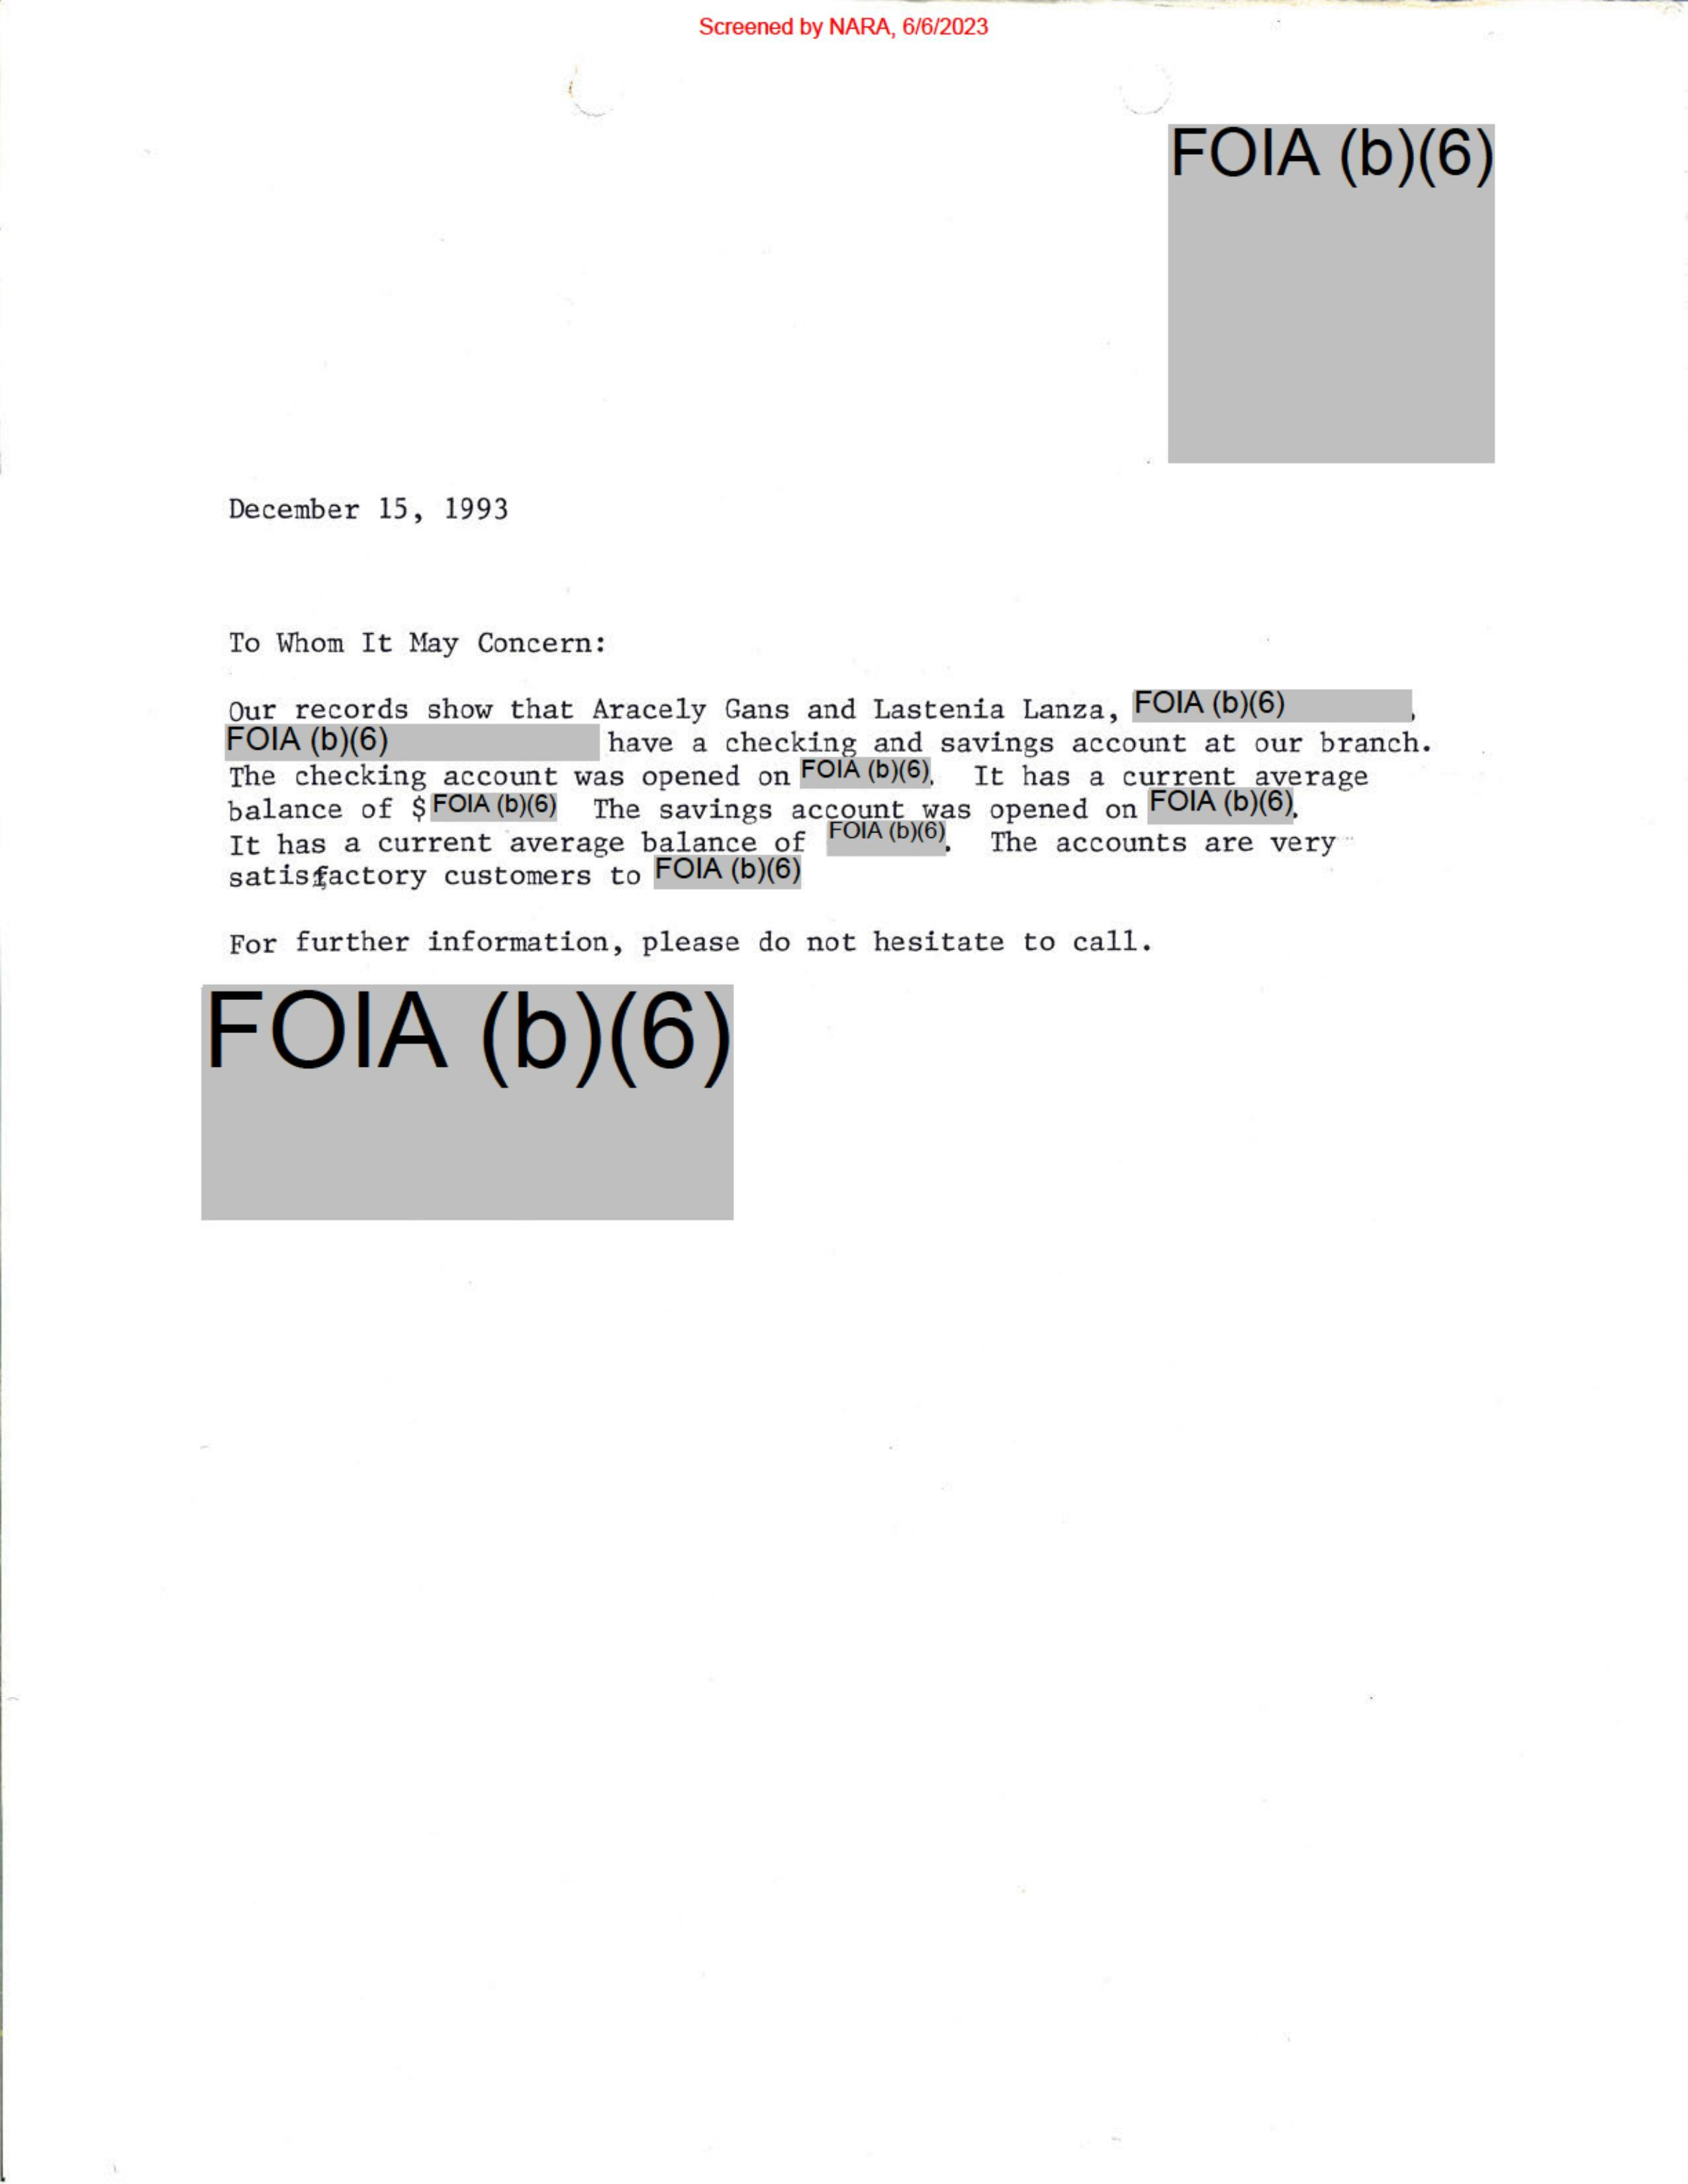 Screened by NARA, 6/6/2023
FOIA (b)(6)
December 15, 1993
To Whom It May Concern:
Our records show that Aracely Gans and Lastenia Lanza, FOIA (b)(6),
FOIA (b)(6) have a checking and savings account at our branch.
The checking account was opened on FOIA (b)(6). It has a current average
balance of $ FOIA (b)(6) The savings account was opened on FOIA (b)(6).
It has a current average balance of FOIA (b)(6). The accounts are very
satisfactory customers to FOIA (b)(6)
For further information, please do not hesitate to call.
FOIA (b)(6)